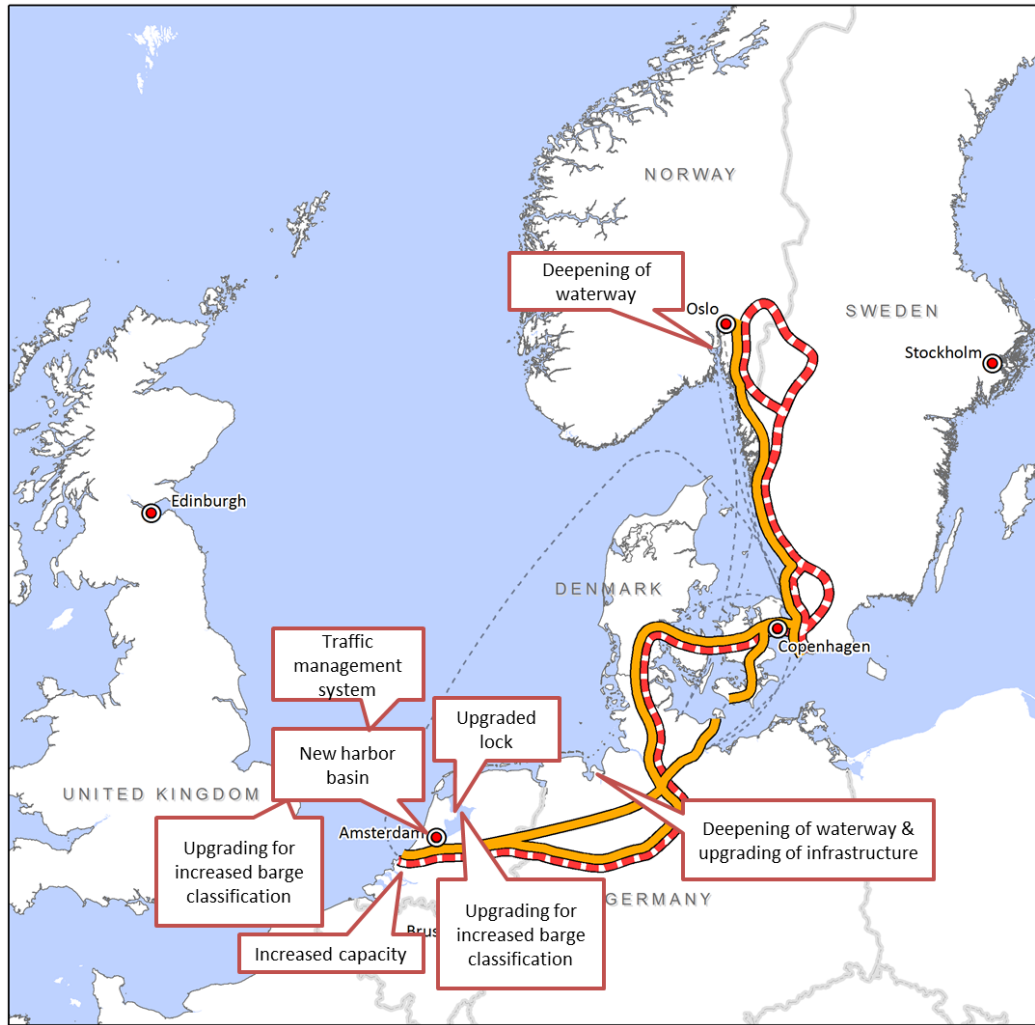 NORWAY
Deepening of
waterway
Oslo
SWEDEN
Stockholm
Edinburgh
DENMARK
Copenhagen
Traffic
management
system
Upgraded
lock
New harbor
basin
UNITED KINGDOM
Amsterdam
Deepening of waterway &
upgrading of infrastructure
Upgrading for
increased barge
classification
GERMANY
Upgrading for
increased barge
classification
Increased capacity